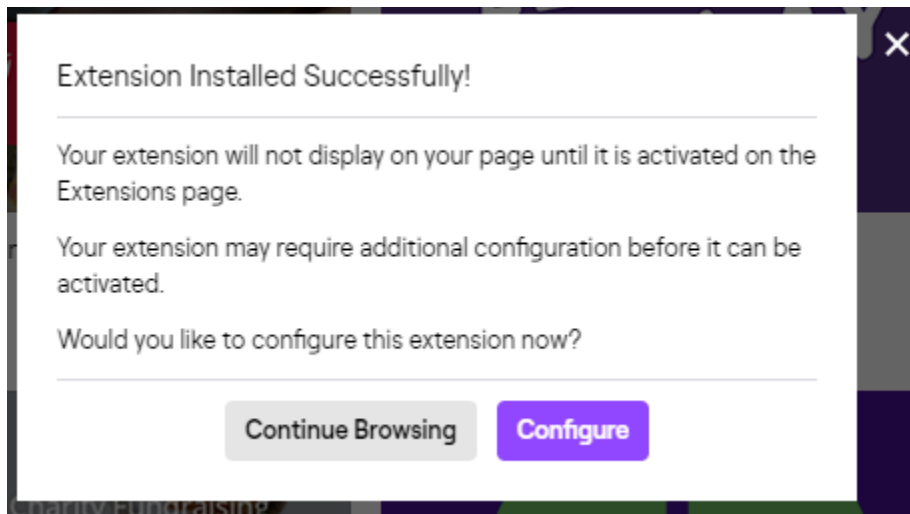 Extension Installed Successfully!
Your extension will not display on your page until it is activated on the
Extensions page.
Your extension may require additional configuration before it can be
activated.
Would you like to configure this extension now?
Continue Browsing
Configure
Charity Fundraising